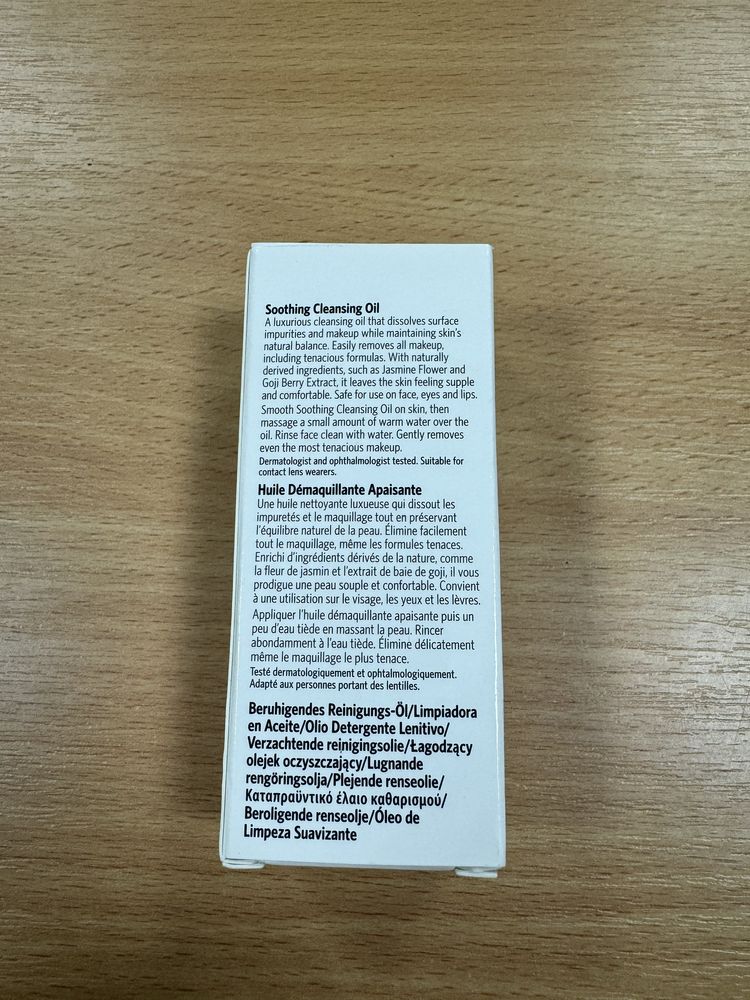 Soothing Cleansing Oil
A luxurious cleansing oil that dissolves surface
impurities and makeup while maintaining skin's
natural balance. Easily removes all makeup,
including tenacious formulas. With naturally
derived ingredients, such as Jasmine Flower and
Goji Berry Extract, it leaves the skin feeling supple
and comfortable. Safe for use on face, eyes and lips.
Smooth Soothing Cleansing Oil on skin, then
massage a small amount of warm water over the
oil. Rinse face clean with water. Gently removes
even the most tenacious makeup.
Dermatologist and ophthalmologist tested. Suitable for
contact lens wearers.
Huile Démaquillante Apaisante
Une huile nettoyante luxueuse qui dissout les
impuretés et le maquillage tout en préservant
l'équilibre naturel de la peau. Élimine facilement
tout le maquillage, même les formules tenaces.
Enrichi d'ingrédients dérivés de la nature, comme
la fleur de jasmin et l'extrait de baie de goji, il vous
prodigue une peau souple et confortable. Convient
à une utilisation sur le visage, les yeux et les lèvres.
Appliquer l'huile démaquillante apaisante puis un
peu d'eau tiède en massant la peau. Rincer
abondamment à l'eau tiède. Élimine délicatement
même le maquillage le plus tenace.
Testé dermatologiquement et ophtalmologiquement.
Adapté aux personnes portant des lentilles.
Beruhigendes Reinigungs-Öl/Limpiadora
en Aceite/Olio Detergente Lenitivo/
Verzachtende reinigingsolie/Łagodzący
olejek oczyszczający/Lugnande
rengöringsolja/Plejende renseolie/
Καταπραϋντικό έλαιο καθαρισμού/
Beroligende renseolje/Óleo de
Limpeza Suavizante